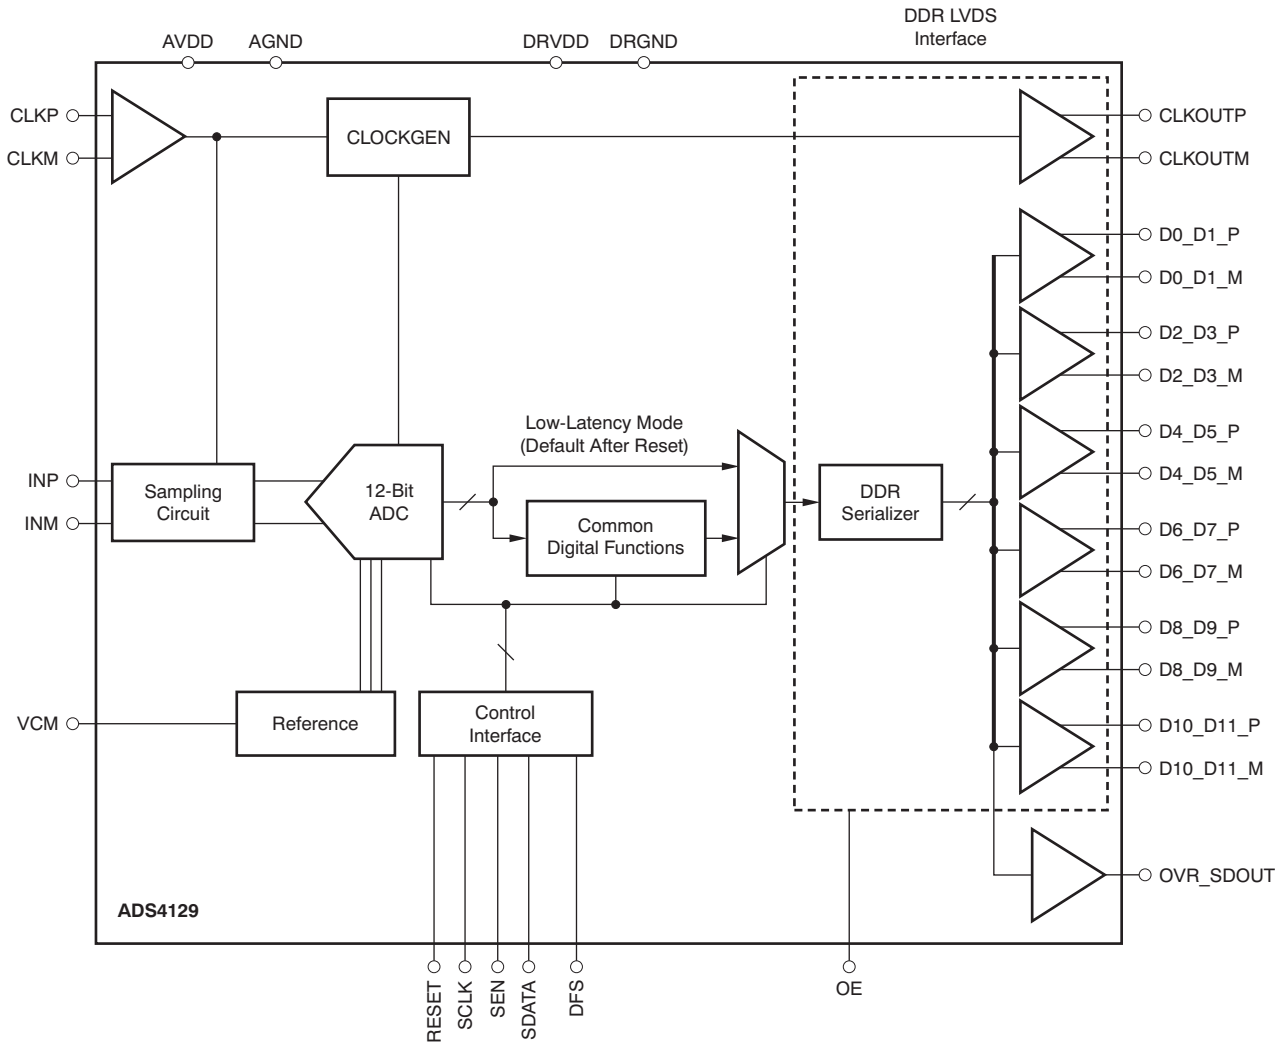 DDR LVDS
Interface
AVDD
AGND
DRVDD
DRGND
CLKP
CLKM
CLOCKGEN
CLKOUTP
CLKOUTM
D0_D1_P
D0_D1_M
D2_D3_P
D2_D3_M
Low-Latency Mode
(Default After Reset)
D4_D5_P
D4_D5_M
INP
INM
Sampling
Circuit
12-Bit
ADC
Common
Digital Functions
DDR
Serializer
D6_D7_P
D6_D7_M
D8_D9_P
D8_D9_M
VCM
Reference
Control
Interface
D10_D11_P
D10_D11_M
OVR_SDOUT
ADS4129
RESET
SCLK
SEN
SDATA
DFS
OE